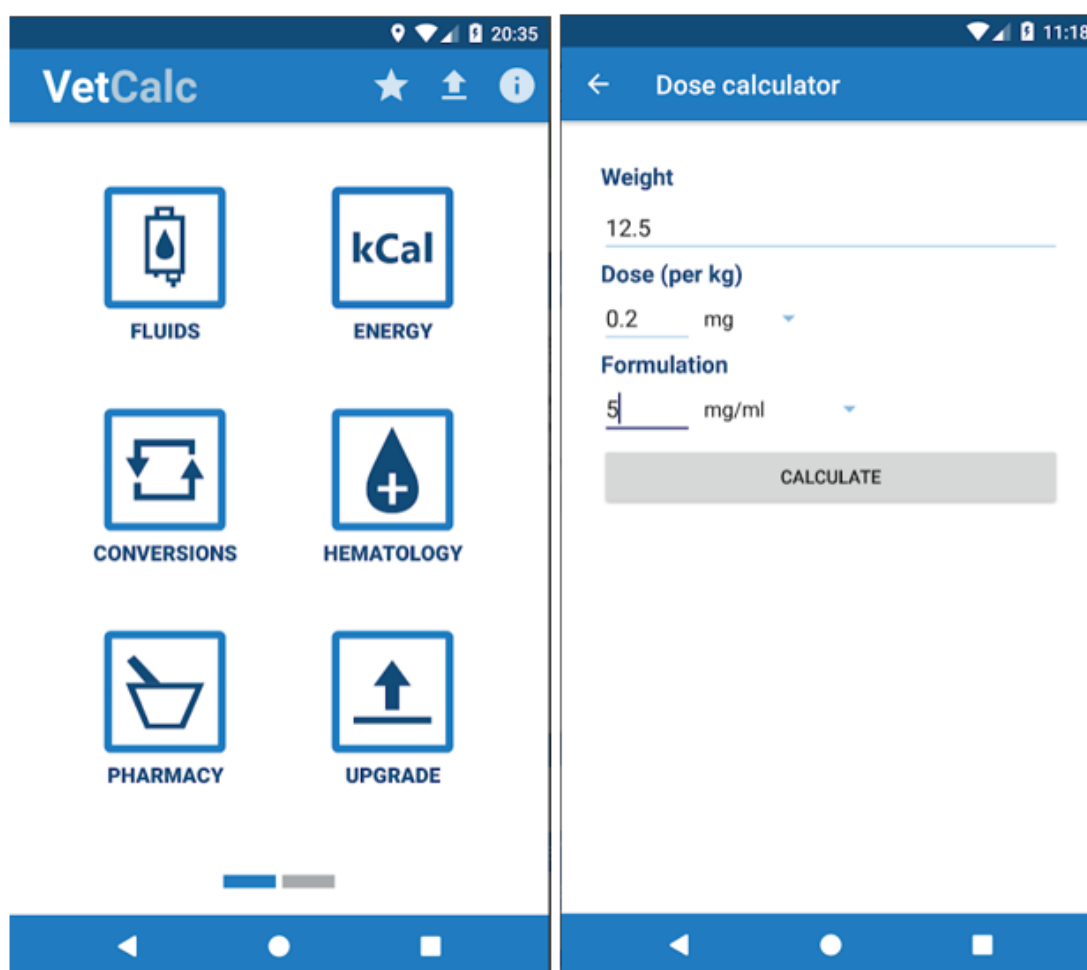 20:35
VetCalc
kCal
FLUIDS ENERGY
CONVERSIONS HEMATOLOGY
PHARMACY UPGRADE
11:18
Dose calculator
Weight
12.5
Dose (per kg)
0.2 mg
Formulation
5 mg/ml
CALCULATE